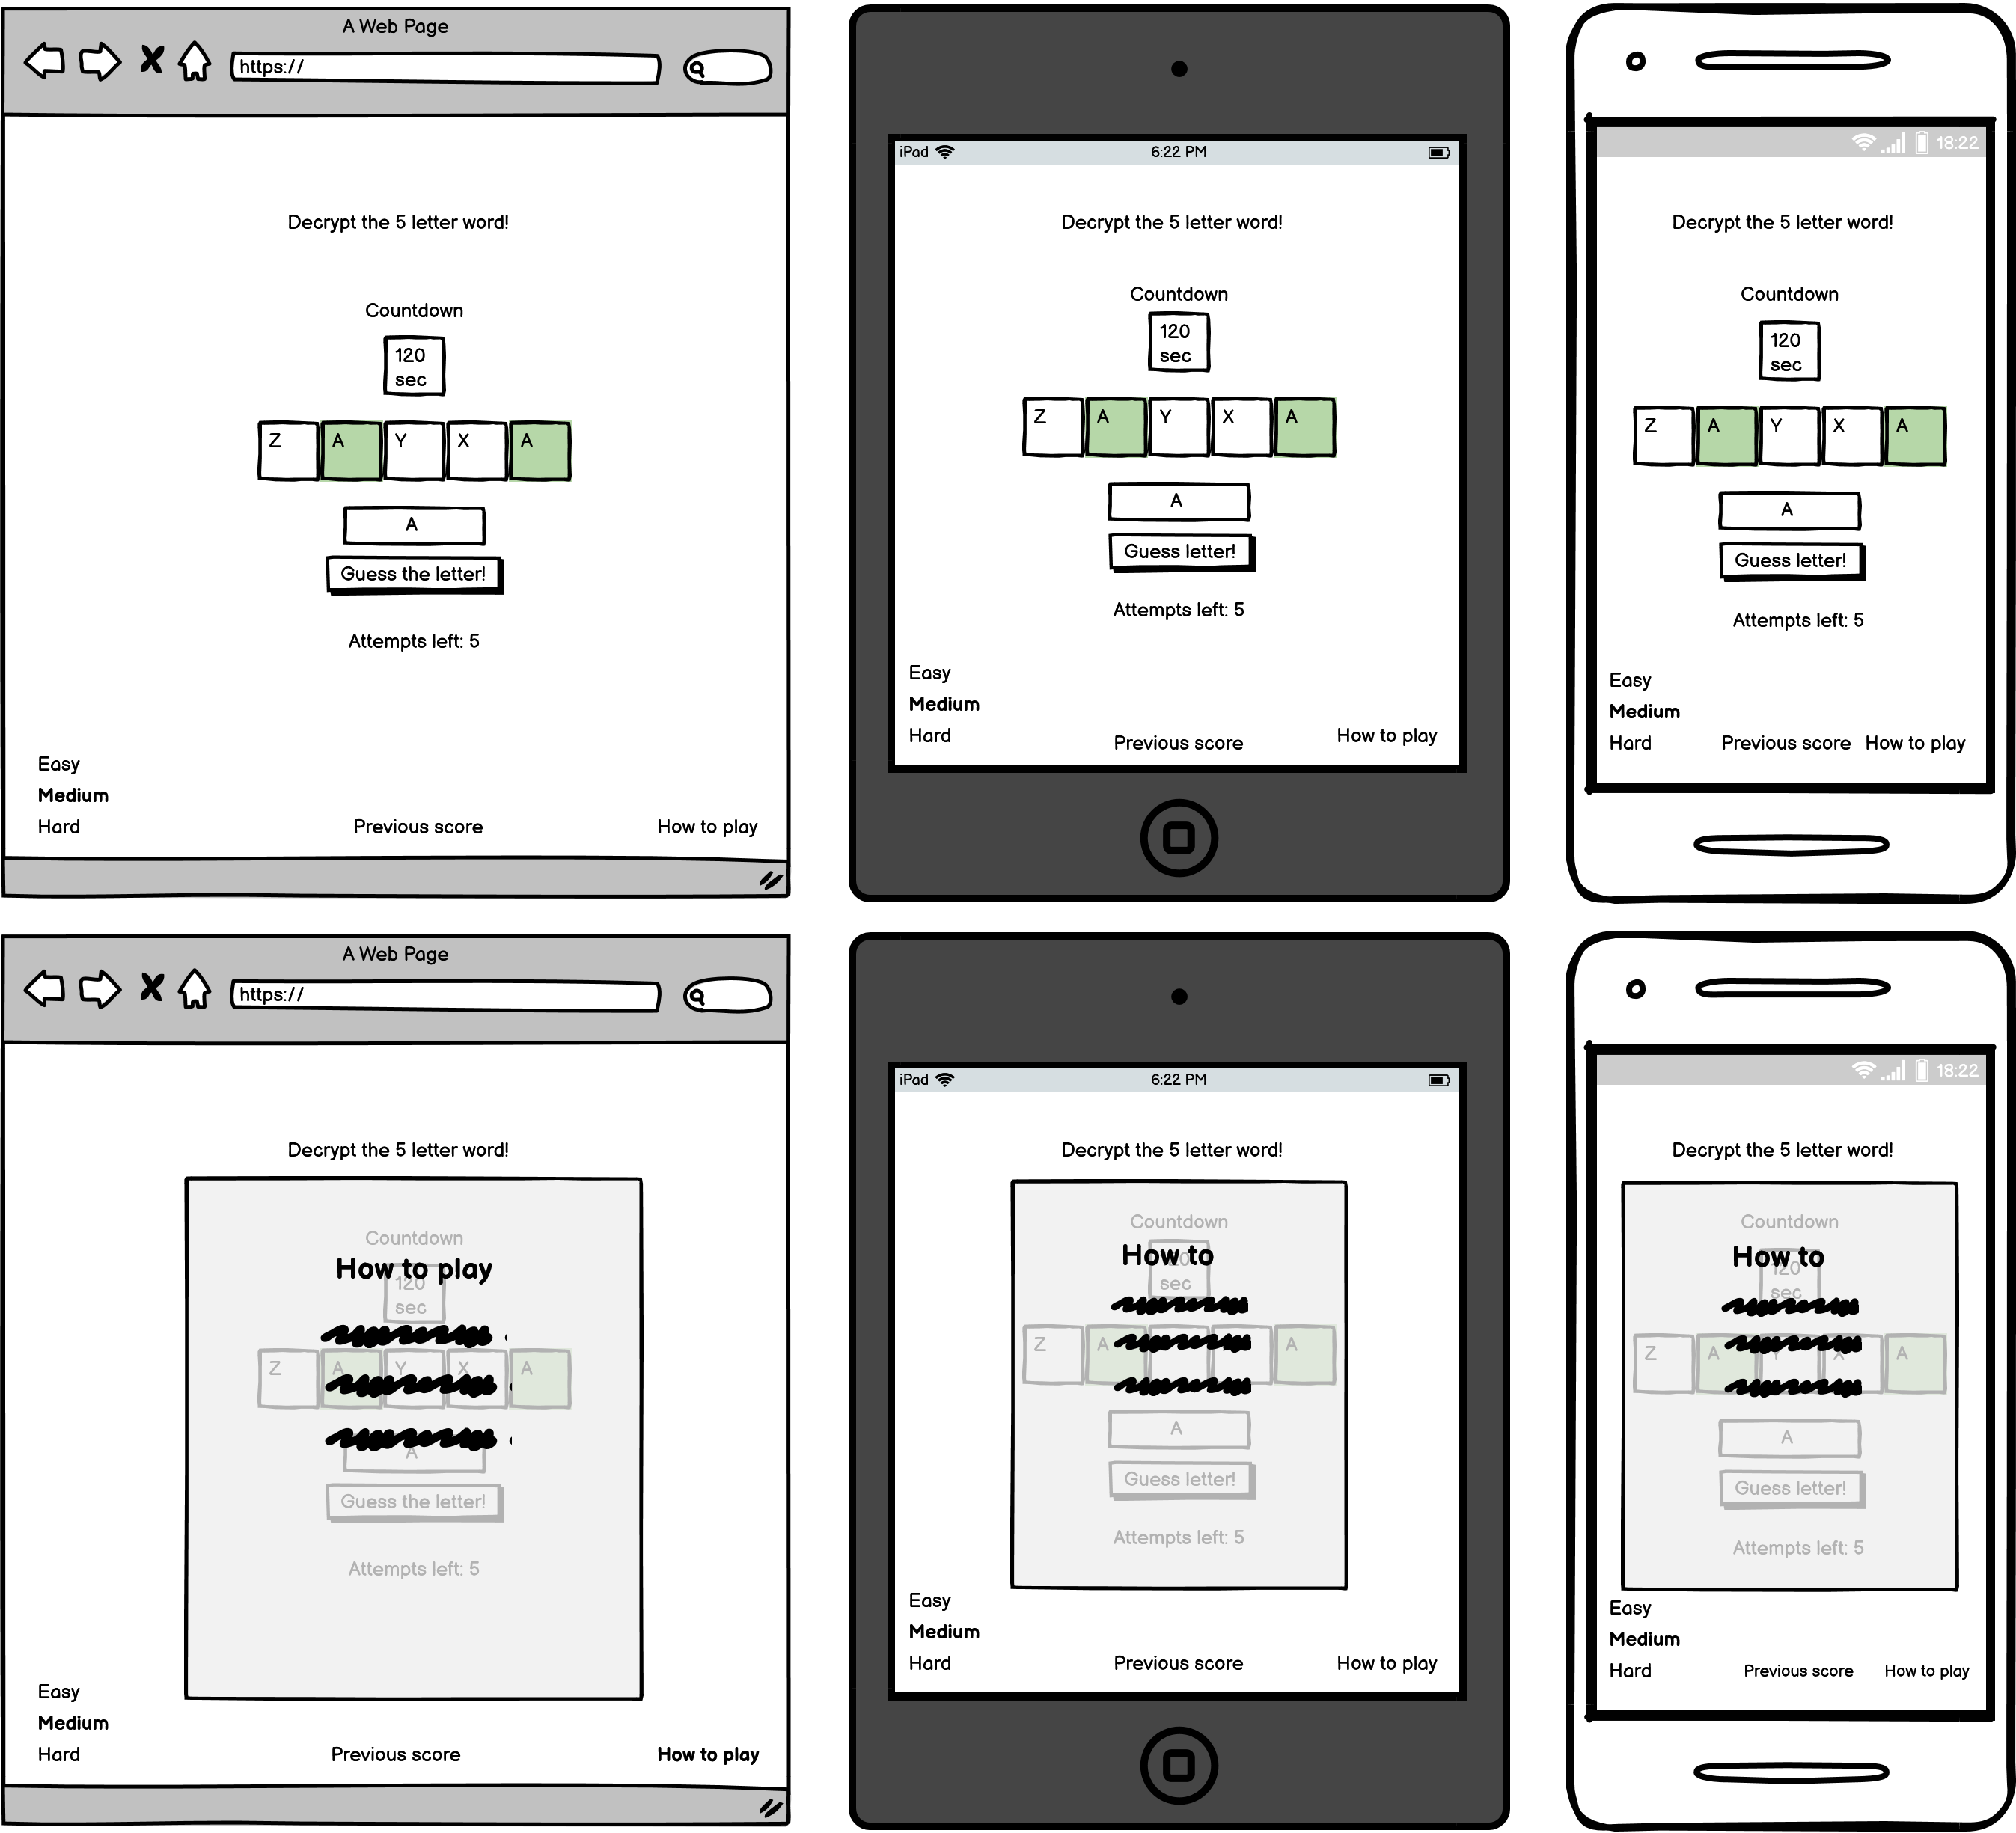 A Web Page
https://
Decrypt the 5 letter word!
Countdown
120
sec
Z A Y X A
A
Guess the letter!
Attempts left: 5
Easy
Medium
Hard
Previous score
How to play
iPad
6:22 PM
Decrypt the 5 letter word!
Countdown
120
sec
Z A Y X A
A
Guess letter!
Attempts left: 5
Easy
Medium
Hard
Previous score
How to play
18:22
Decrypt the 5 letter word!
Countdown
120
sec
Z A Y X A
A
Guess letter!
Attempts left: 5
Easy
Medium
Hard
Previous score
How to play
A Web Page
https://
Decrypt the 5 letter word!
Countdown
How to play
120
sec
Z A Y X A
A
Guess the letter!
Attempts left: 5
Easy
Medium
Hard
Previous score
How to play
iPad
6:22 PM
Decrypt the 5 letter word!
Countdown
How to
sec
Z A A
A
Guess letter!
Attempts left: 5
Easy
Medium
Hard
Previous score
How to play
18:22
Decrypt the 5 letter word!
Countdown
How to
120
sec
Z A Y X A
A
Guess letter!
Attempts left: 5
Easy
Medium
Hard
Previous score
How to play